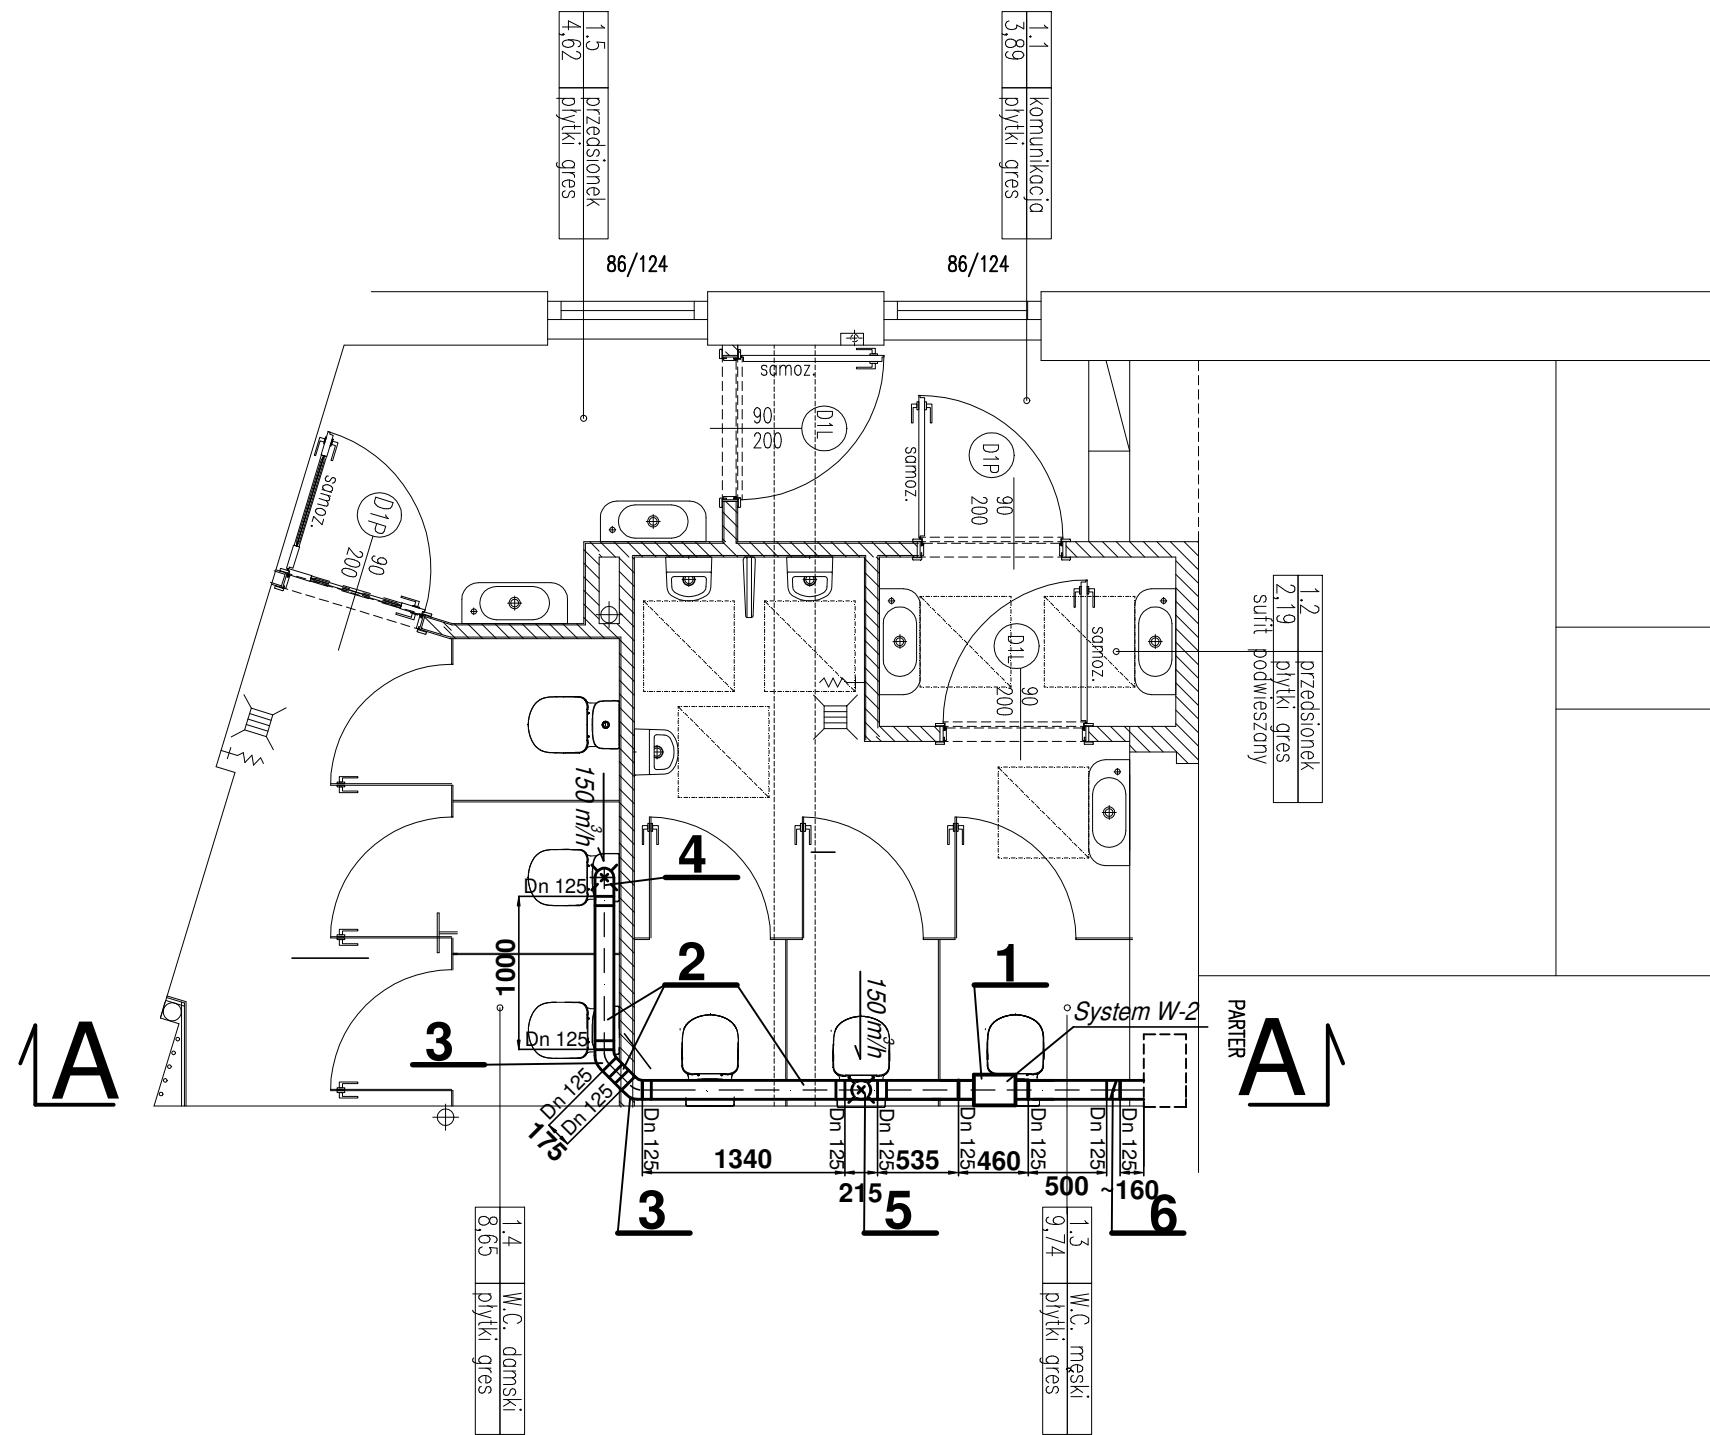 1.5 przedsionek
4,62 płytki gres
1.1 komunikacja
3,89 płytki gres
86/124
86/124
samoz.
90
200
D1L
samoz.
D1P
90
200
samoz.
D1P
90
200
samoz.
D1L
90
200
1.2 przedsionek
2,19 płytki gres
sufit podwieszany
150 m³/h
4
Dn 125
1000
2
1
150 m³/h
System W-2
PARTER
A
A
3
Dn 125
Dn 125
Dn 125
175
Dn 125
Dn 125
Dn 125
Dn 125
Dn 125
Dn 125
Dn 125
1340
535
460
215
500
~160
3
5
6
1.4 W.C. damski
8,65 płytki gres
1.3 W.C. męski
9,74 płytki gres